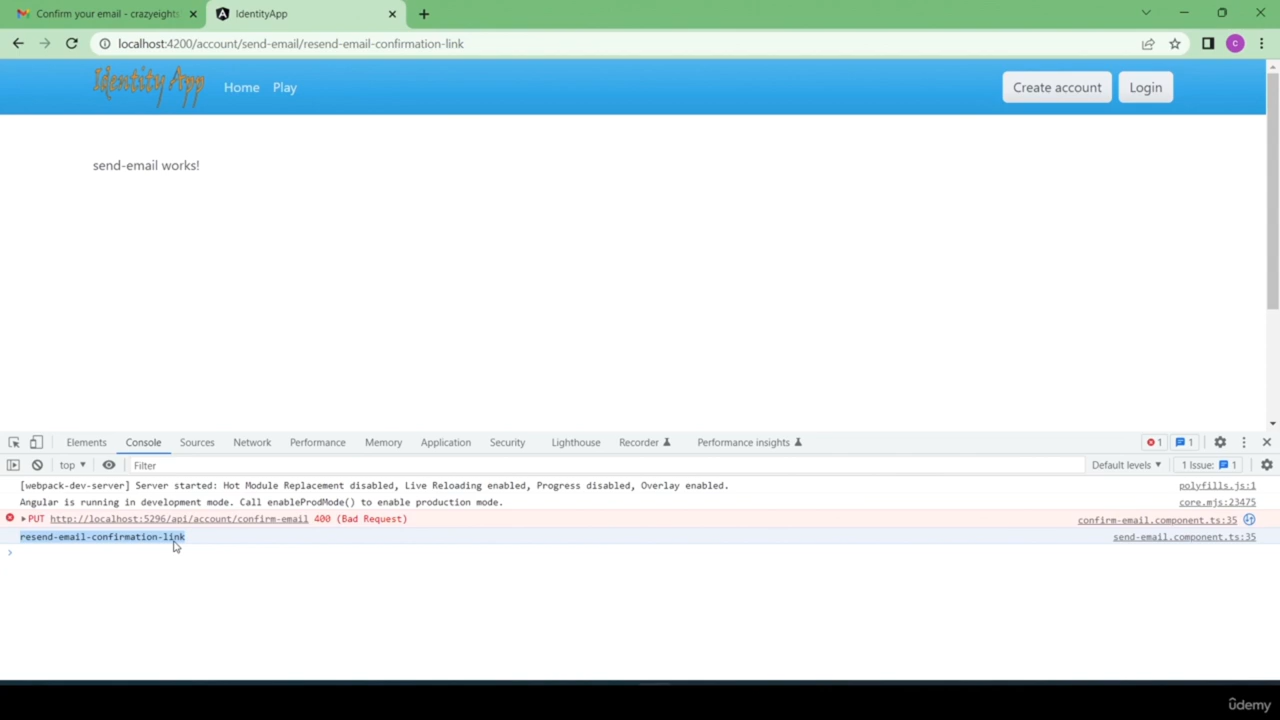 Confirm your email - crazyeights
IdentityApp
localhost:4200/account/send-email/resend-email-confirmation-link
C
Identity App
Home
Play
Create account
Login
send-email works!
Elements
Console
Sources
Network
Performance
Memory
Application
Security
Lighthouse
Recorder
Performance insights
1
1
top
Filter
Default levels
1 Issue:
1
[webpack-dev-server] Server started: Hot Module Replacement disabled, Live Reloading enabled, Progress disabled, Overlay enabled.
polyfills.js:1
Angular is running in development mode. Call enableProdMode() to enable production mode.
core.mjs:23475
PUT http://localhost:5296/api/account/confirm-email 400 (Bad Request)
confirm-email.component.ts:35
resend-email-confirmation-link
send-email.component.ts:35
ûdemy